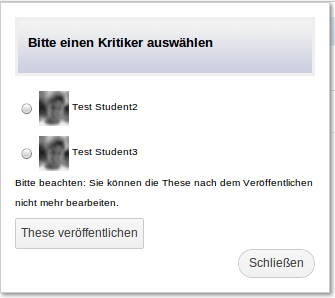 Bitte einen Kritiker auswählen
Test Student2
Test Student3
Bitte beachten: Sie können die These nach dem Veröffentlichen
nicht mehr bearbeiten.
These veröffentlichen
Schließen